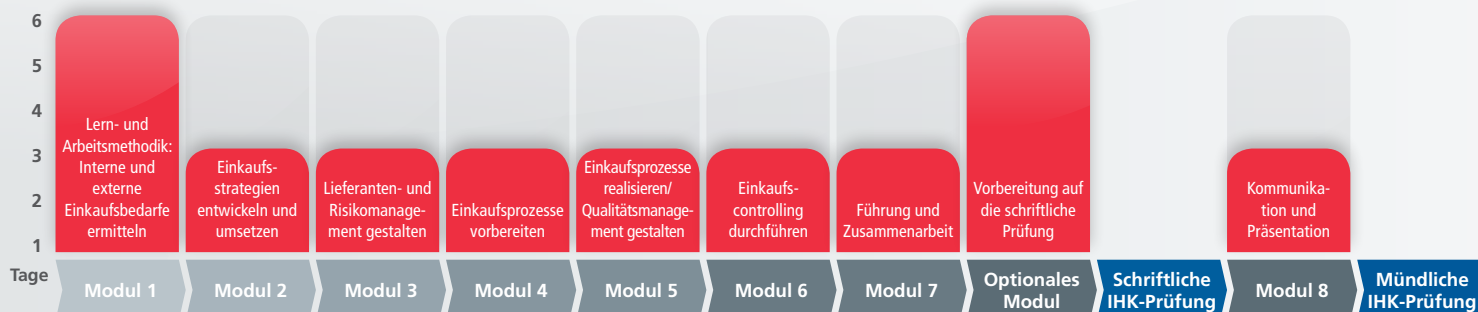 6
5
4
3
2
1
Tage
Lern- und
Arbeitsmethodik:
Interne und
externe
Einkaufsbedarfe
ermitteln
Modul 1
Einkaufs-
strategien
entwickeln und
umsetzen
Modul 2
Lieferanten- und
Risikomanage-
ment gestalten
Modul 3
Einkaufsprozesse
vorbereiten
Modul 4
Einkaufsprozesse
realisieren/
Qualitätsmanage-
ment gestalten
Modul 5
Einkaufs-
controlling
durchführen
Modul 6
Führung und
Zusammenarbeit
Modul 7
Vorbereitung auf
die schriftliche
Prüfung
Optionales
Modul
Schriftliche
IHK-Prüfung
Kommunika-
tion und
Präsentation
Modul 8
Mündliche
IHK-Prüfung